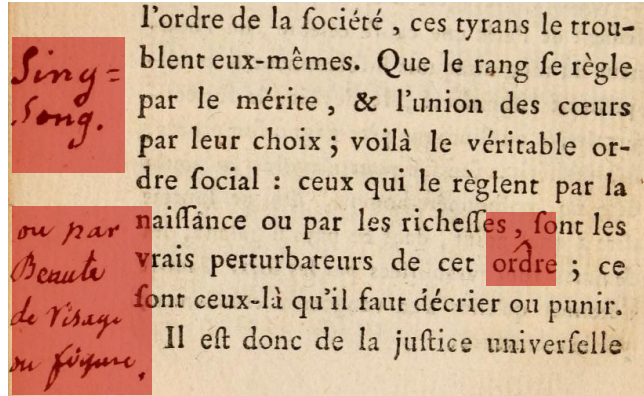 Sing=
Song.
ou par
Beaute
de Visage
ou figure.
l'ordre de la ſociété, ces tyrans le trou-
blent eux-mêmes. Que le rang ſe règle
par le mérite, & l'union des cœurs
par leur choix; voilà le véritable or-
dre ſocial : ceux qui le règlent par la
naiſſance ou par les richeſſes, ſont les
vrais perturbateurs de cet ordre; ce
ſont ceux-là qu'il faut décrier ou punir.
Il eſt donc de la juſtice univerſelle